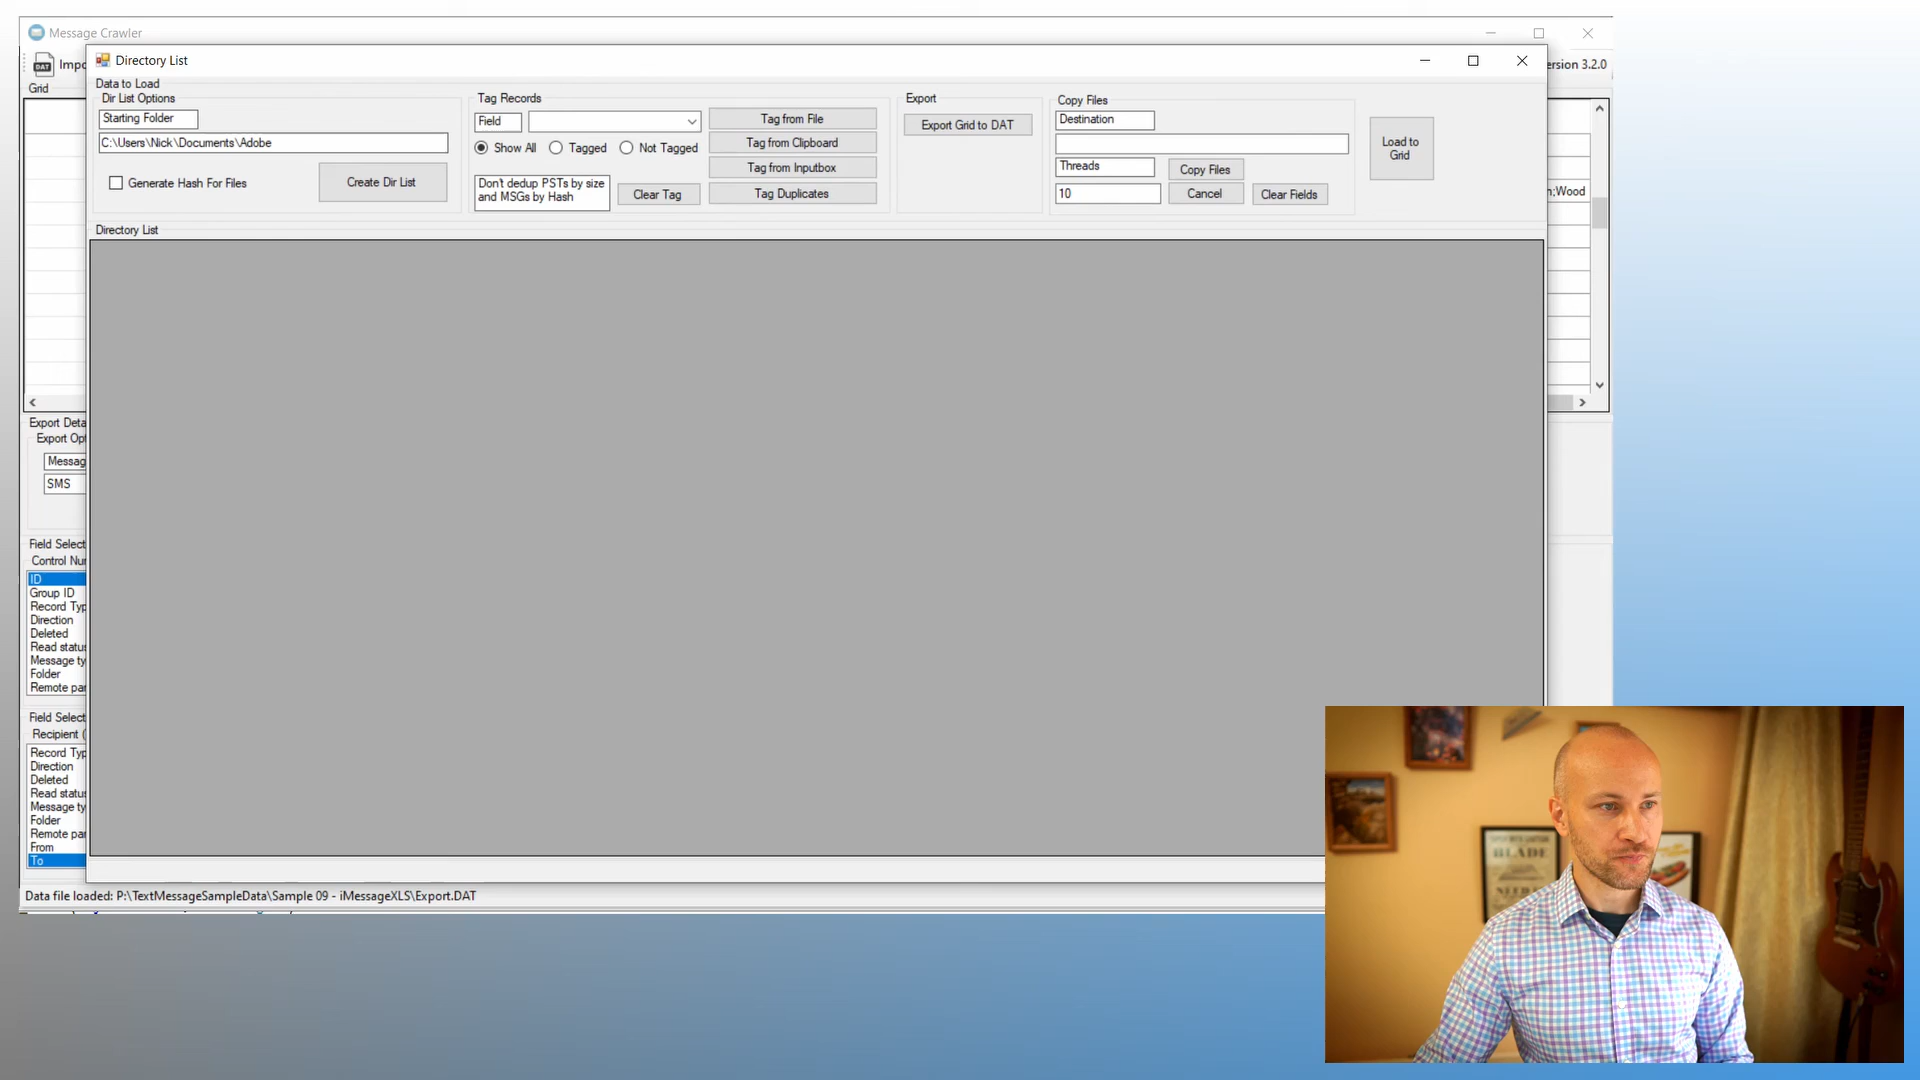 Message Crawler
Directory List
DAT
ersion 3.2.0
Grid
Data to Load
Dir List Options
Starting Folder
C:\Users\Nick\Documents\Adobe
Generate Hash For Files
Create Dir List
Tag Records
Field
Show All
Tagged
Not Tagged
Don't dedup PSTs by size
and MSGs by Hash
Clear Tag
Tag from File
Tag from Clipboard
Tag from Inputbox
Tag Duplicates
Export
Export Grid to DAT
Copy Files
Destination
Threads
10
Copy Files
Cancel
Clear Fields
Load to
Grid
;Wood
Directory List
Export Deta
Export Opt
Messag
SMS
Field Select
Control Nu
ID
Group ID
Record Typ
Direction
Deleted
Read statu
Message ty
Folder
Remote par
Field Select
Recipient (
Record Typ
Direction
Deleted
Read statu
Message ty
Folder
Remote par
From
To
Data file loaded: P:\TextMessageSampleData\Sample 09 - iMessageXLS\Export.DAT
BLADE